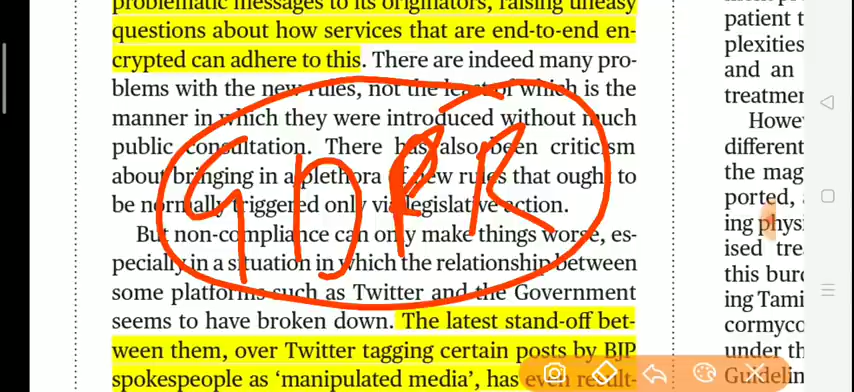 problematic messages to its originators, raising uneasy
questions about how services that are end-to-end en-
crypted can adhere to this. There are indeed many pro-
blems with the new rules, not the least of which is the
manner in which they were introduced without much
public consultation. There has also been criticism
about bringing in a plethora of new rules that ought to
be normally triggered only via legislative action.
But non-compliance can only make things worse, es-
pecially in a situation in which the relationship between
some platforms such as Twitter and the Government
seems to have broken down. The latest stand-off bet-
ween them, over Twitter tagging certain posts by BJP
spokespeople as ‘manipulated media’, has even result-
GDPR
patient t
plexities
and an
treatmer
Howe
different
the mag
ported, a
ing physi
ised trea
this burd
ing Tami
cormyco
under th
Guidelin